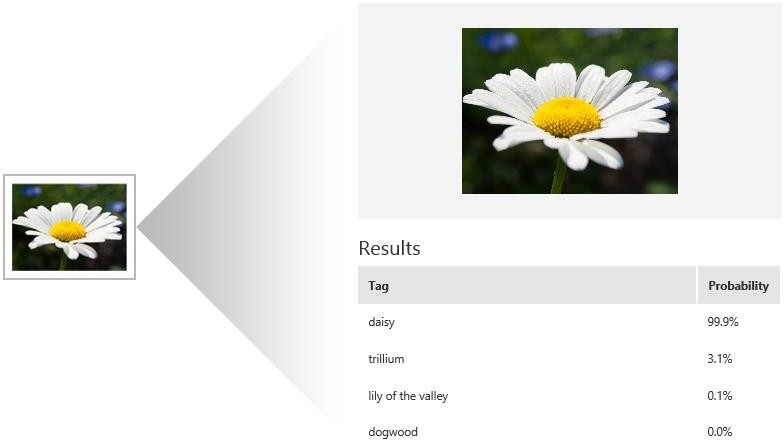 Results
Tag Probability
daisy 99.9%
trillium 3.1%
lily of the valley 0.1%
dogwood 0.0%